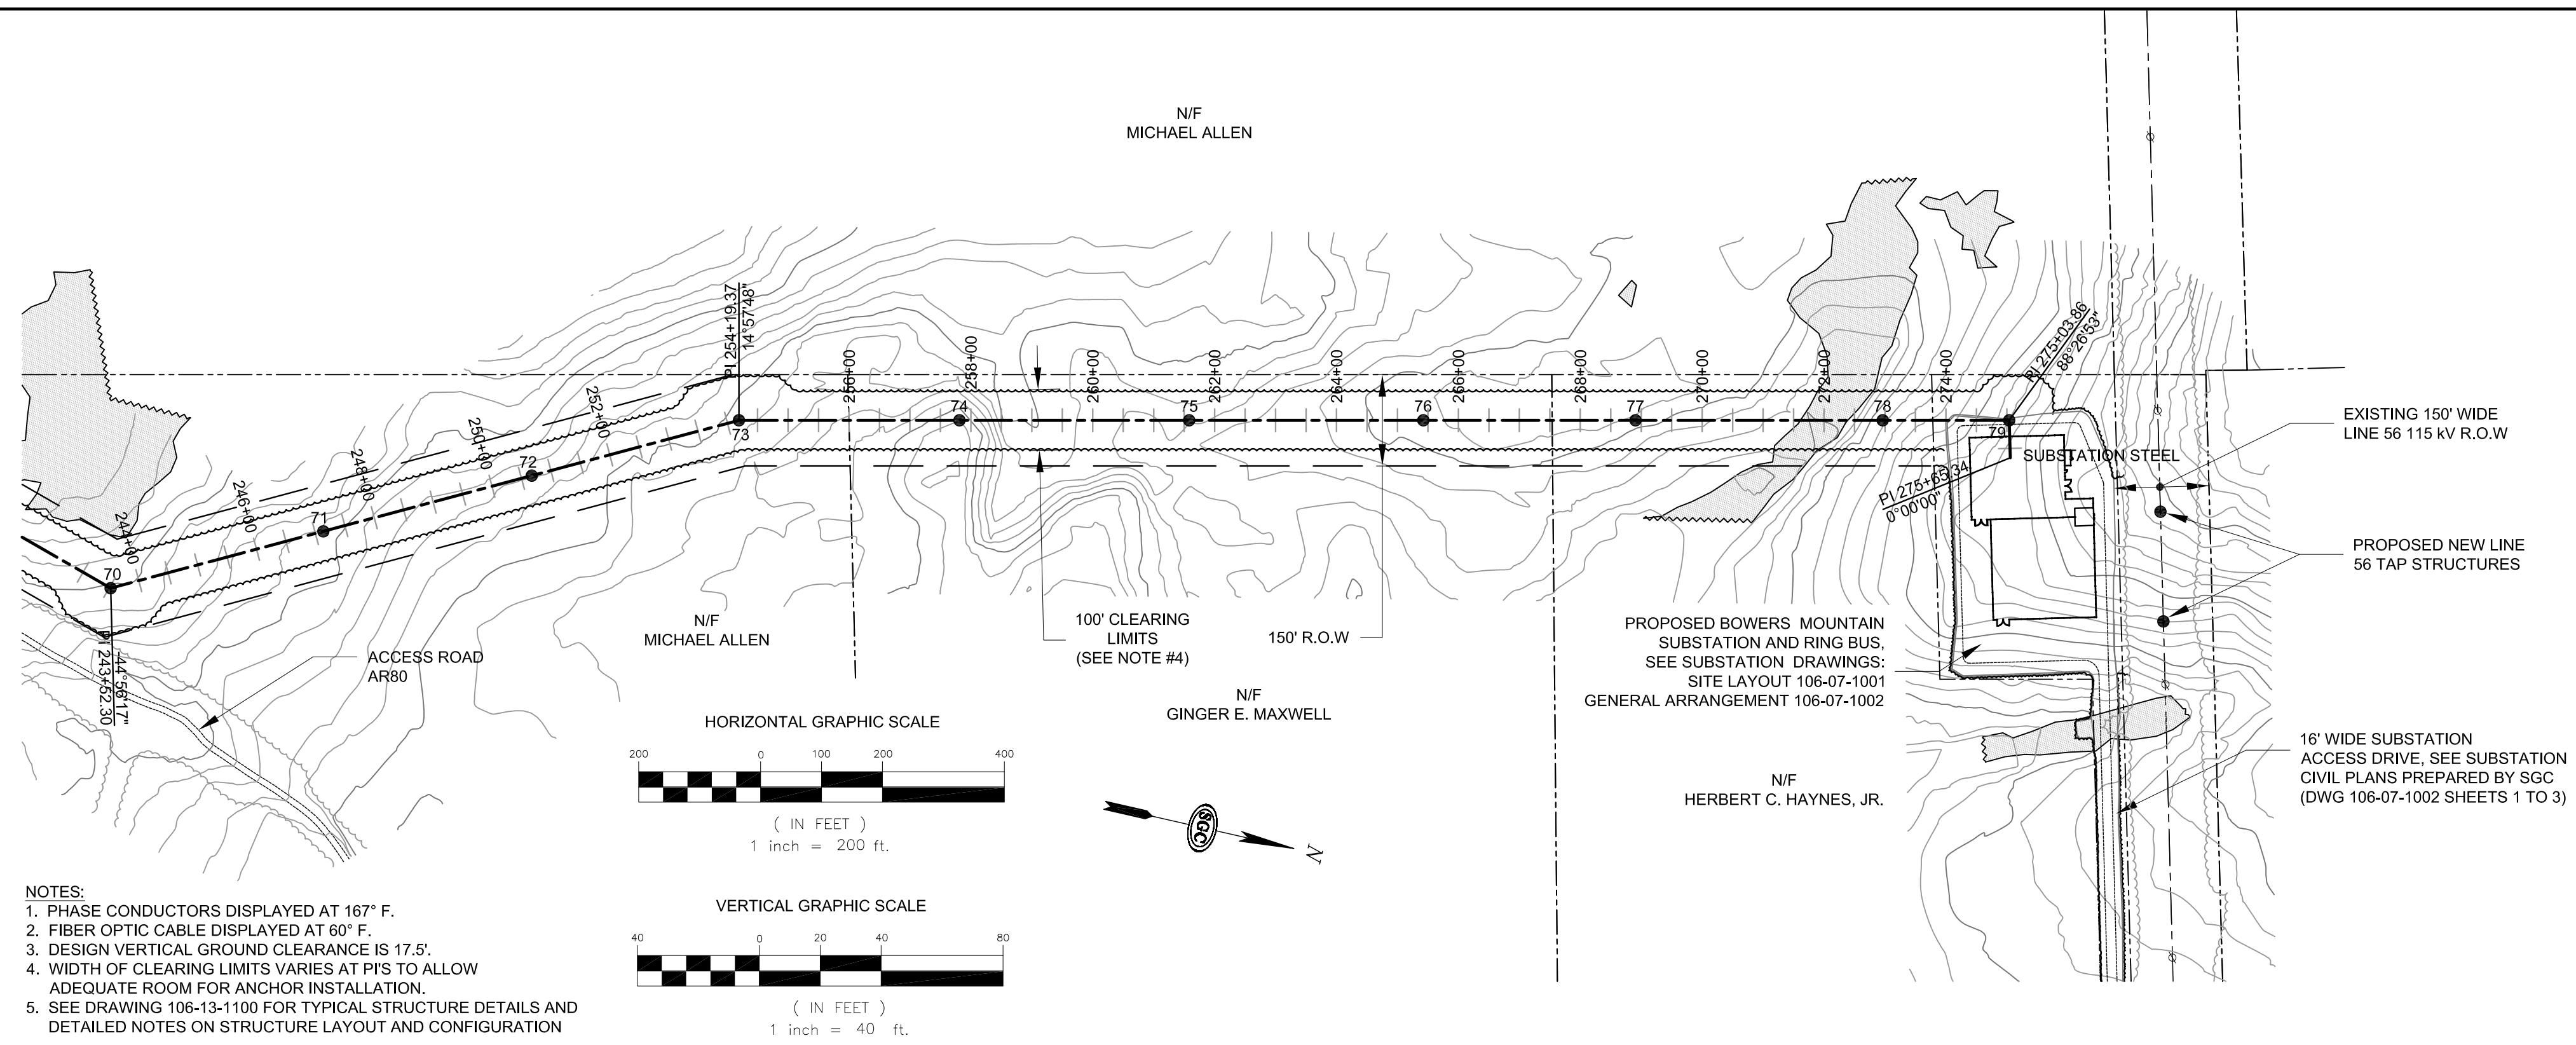 N/F
MICHAEL ALLEN
PI 254+19.37
14°57'48"
244+00
246+00
248+00
250+00
252+00
256+00
258+00
260+00
262+00
264+00
266+00
268+00
270+00
272+00
274+00
70
71
72
73
74
75
76
77
78
79
PI 275+03.86
88°26'53"
SUBSTATION STEEL
PI 275+65.34
0°00'00"
EXISTING 150' WIDE
LINE 56 115 kV R.O.W
PROPOSED NEW LINE
56 TAP STRUCTURES
PI 243+52.30
44°56'17"
ACCESS ROAD
AR80
N/F
MICHAEL ALLEN
100' CLEARING
LIMITS
(SEE NOTE #4)
150' R.O.W
N/F
GINGER E. MAXWELL
PROPOSED BOWERS MOUNTAIN
SUBSTATION AND RING BUS,
SEE SUBSTATION DRAWINGS:
SITE LAYOUT 106-07-1001
GENERAL ARRANGEMENT 106-07-1002
N/F
HERBERT C. HAYNES, JR.
16' WIDE SUBSTATION
ACCESS DRIVE, SEE SUBSTATION
CIVIL PLANS PREPARED BY SGC
(DWG 106-07-1002 SHEETS 1 TO 3)
HORIZONTAL GRAPHIC SCALE
200 0 100 200 400
( IN FEET )
1 inch = 200 ft.
SGC
N
VERTICAL GRAPHIC SCALE
40 0 20 40 80
( IN FEET )
1 inch = 40 ft.
NOTES:
1. PHASE CONDUCTORS DISPLAYED AT 167° F.
2. FIBER OPTIC CABLE DISPLAYED AT 60° F.
3. DESIGN VERTICAL GROUND CLEARANCE IS 17.5'.
4. WIDTH OF CLEARING LIMITS VARIES AT PI'S TO ALLOW
ADEQUATE ROOM FOR ANCHOR INSTALLATION.
5. SEE DRAWING 106-13-1100 FOR TYPICAL STRUCTURE DETAILS AND
DETAILED NOTES ON STRUCTURE LAYOUT AND CONFIGURATION